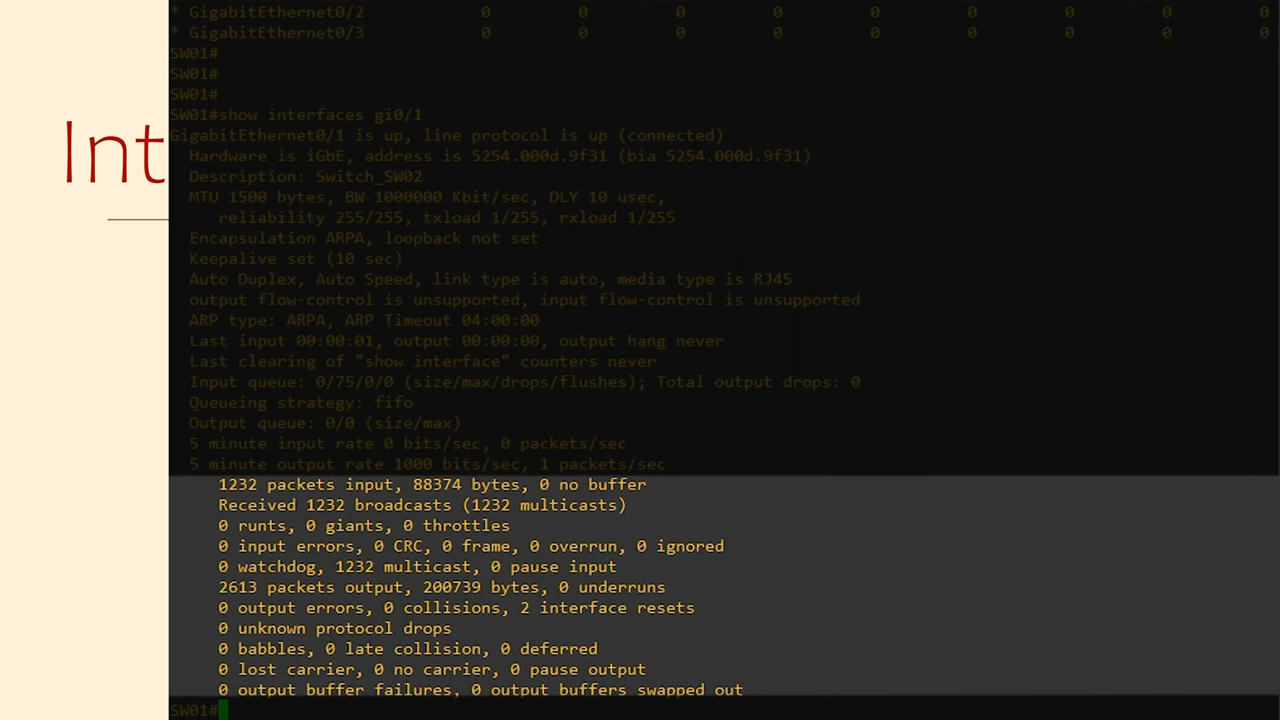 Int
* GigabitEthernet0/2 0 0 0 0 0 0 0 0 0
* GigabitEthernet0/3 0 0 0 0 0 0 0 0 0
SW01#
SW01#
SW01#
SW01#show interfaces gi0/1
GigabitEthernet0/1 is up, line protocol is up (connected)
Hardware is iGbE, address is 5254.000d.9f31 (bia 5254.000d.9f31)
Description: Switch_SW02
MTU 1500 bytes, BW 1000000 Kbit/sec, DLY 10 usec,
reliability 255/255, txload 1/255, rxload 1/255
Encapsulation ARPA, loopback not set
Keepalive set (10 sec)
Auto Duplex, Auto Speed, link type is auto, media type is RJ45
output flow-control is unsupported, input flow-control is unsupported
ARP type: ARPA, ARP Timeout 04:00:00
Last input 00:00:01, output 00:00:00, output hang never
Last clearing of "show interface" counters never
Input queue: 0/75/0/0 (size/max/drops/flushes); Total output drops: 0
Queueing strategy: fifo
Output queue: 0/0 (size/max)
5 minute input rate 0 bits/sec, 0 packets/sec
5 minute output rate 1000 bits/sec, 1 packets/sec
1232 packets input, 88374 bytes, 0 no buffer
Received 1232 broadcasts (1232 multicasts)
0 runts, 0 giants, 0 throttles
0 input errors, 0 CRC, 0 frame, 0 overrun, 0 ignored
0 watchdog, 1232 multicast, 0 pause input
2613 packets output, 200739 bytes, 0 underruns
0 output errors, 0 collisions, 2 interface resets
0 unknown protocol drops
0 babbles, 0 late collision, 0 deferred
0 lost carrier, 0 no carrier, 0 pause output
0 output buffer failures, 0 output buffers swapped out
SW01#